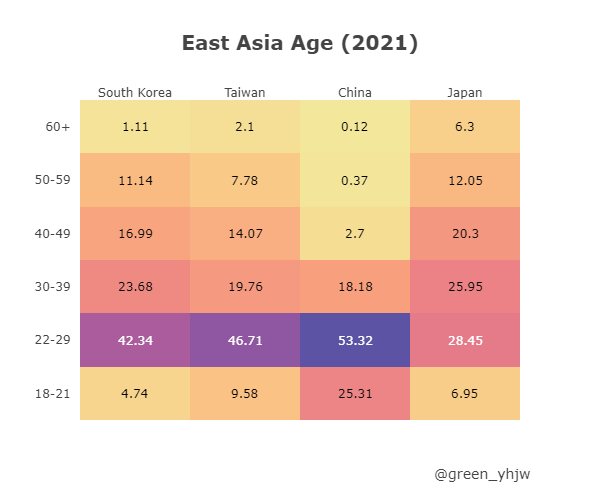 East Asia Age (2021)
South Korea Taiwan China Japan
60+ 1.11 2.1 0.12 6.3
50-59 11.14 7.78 0.37 12.05
40-49 16.99 14.07 2.7 20.3
30-39 23.68 19.76 18.18 25.95
22-29 42.34 46.71 53.32 28.45
18-21 4.74 9.58 25.31 6.95
@green_yhjw